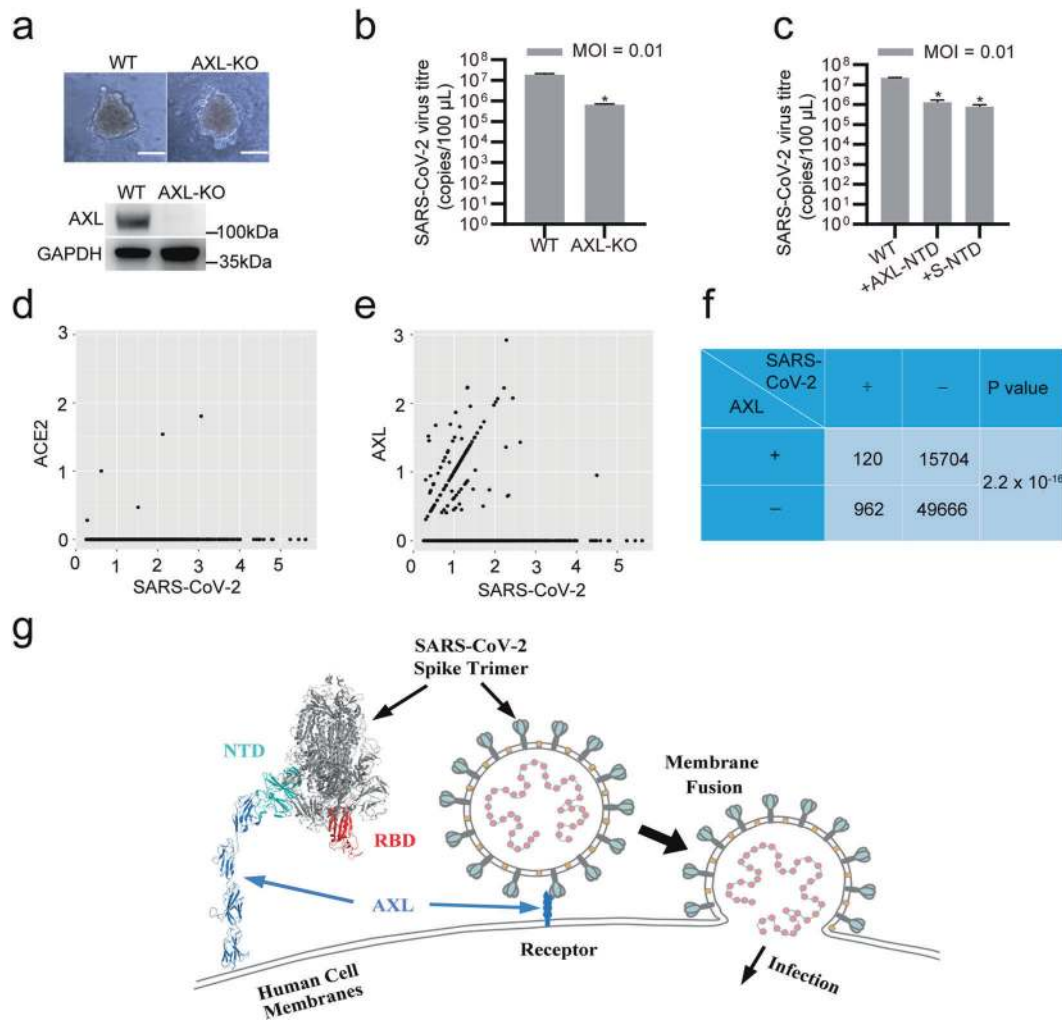 a
WT AXL-KO
WT AXL-KO
AXL
100kDa
GAPDH
35kDa
b
MOI = 0.01
SARS-CoV-2 virus titre
(copies/100 μL)
10⁸
10⁷
10⁶
10⁵
10⁴
10³
10²
10¹
10⁰
*
WT AXL-KO
c
MOI = 0.01
SARS-CoV-2 virus titre
(copies/100 μL)
10⁸
10⁷
10⁶
10⁵
10⁴
10³
10²
10¹
10⁰
* *
WT
+AXL-NTD
+S-NTD
d
ACE2
3
2
1
0
0 1 2 3 4 5
SARS-CoV-2
e
AXL
3
2
1
0
0 1 2 3 4 5
SARS-CoV-2
f
SARS-
CoV-2
AXL
+ − P value
+ 120 15704
2.2 x 10⁻¹⁶
− 962 49666
g
SARS-CoV-2
Spike Trimer
NTD
RBD
AXL
Membrane
Fusion
Receptor
Human Cell
Membranes
Infection